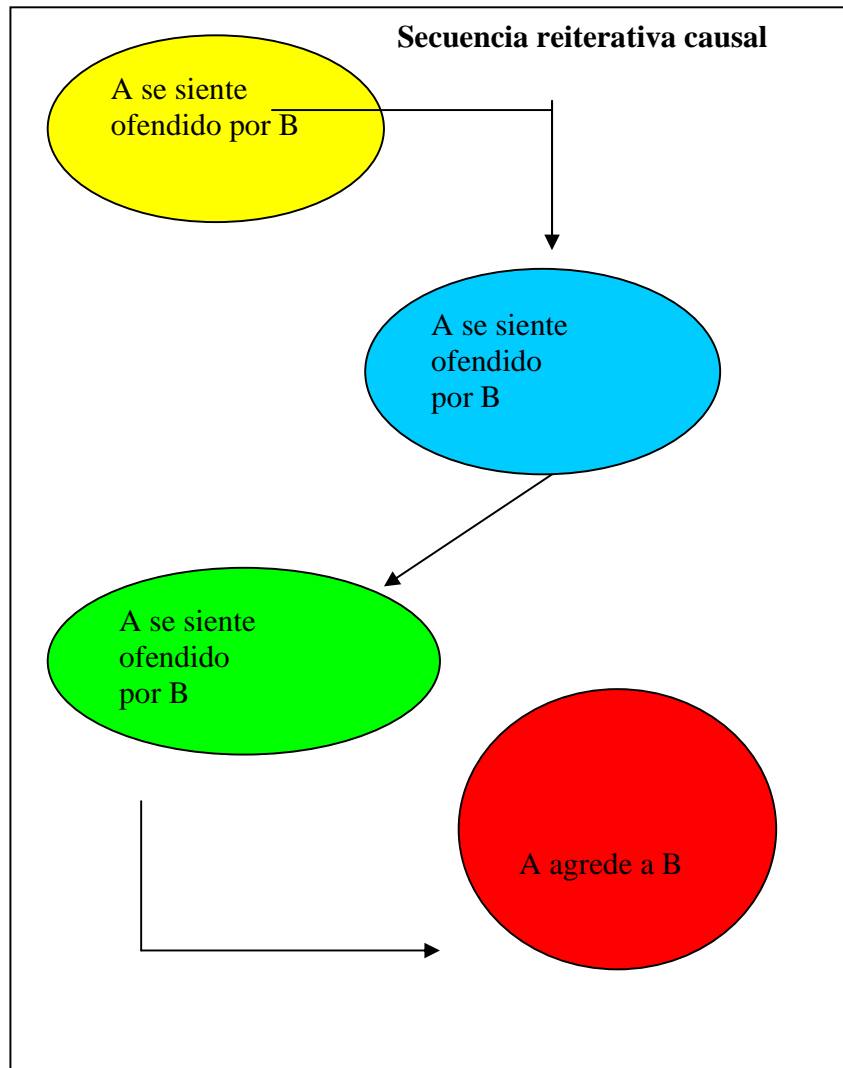 Secuencia reiterativa causal
A se siente
ofendido por B
A se siente
ofendido
por B
A se siente
ofendido
por B
A agrede a B